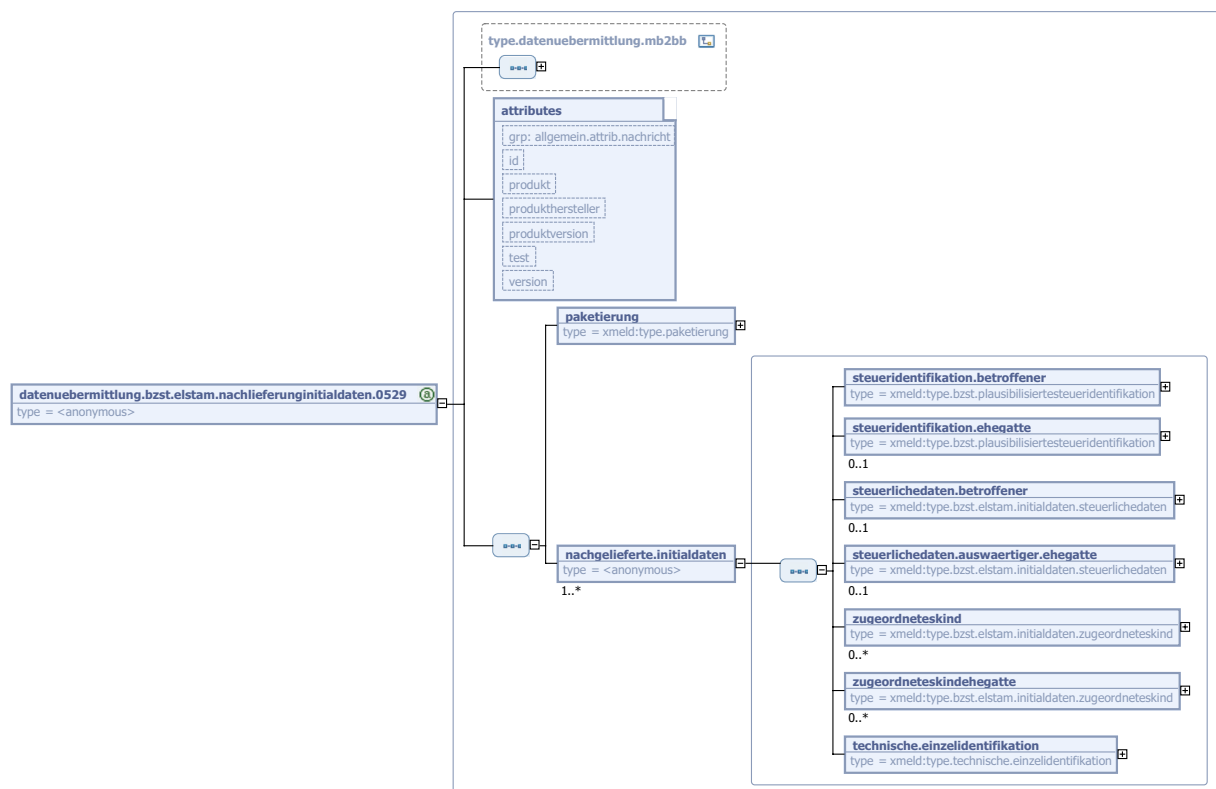 type.datenuebermittlung.mb2bb
attributes
grp: allgemein.attrib.nachricht
id
produkt
produkthersteller
produktversion
test
version
paketierung
type = xmeld:type.paketierung
datenuebermittlung.bzst.elstam.nachlieferunginitialdaten.0529
a
type = <anonymous>
nachgelieferte.initialdaten
type = <anonymous>
1..*
steueridentifikation.betroffener
type = xmeld:type.bzst.plausibilisiertesteueridentifikation
steueridentifikation.ehegatte
type = xmeld:type.bzst.plausibilisiertesteueridentifikation
0..1
steuerlichedaten.betroffener
type = xmeld:type.bzst.elstam.initialdaten.steuerlichedaten
0..1
steuerlichedaten.auswaertiger.ehegatte
type = xmeld:type.bzst.elstam.initialdaten.steuerlichedaten
0..1
zugeordneteskind
type = xmeld:type.bzst.elstam.initialdaten.zugeordneteskind
0..*
zugeordneteskindehegatte
type = xmeld:type.bzst.elstam.initialdaten.zugeordneteskind
0..*
technische.einzelidentifikation
type = xmeld:type.technische.einzelidentifikation